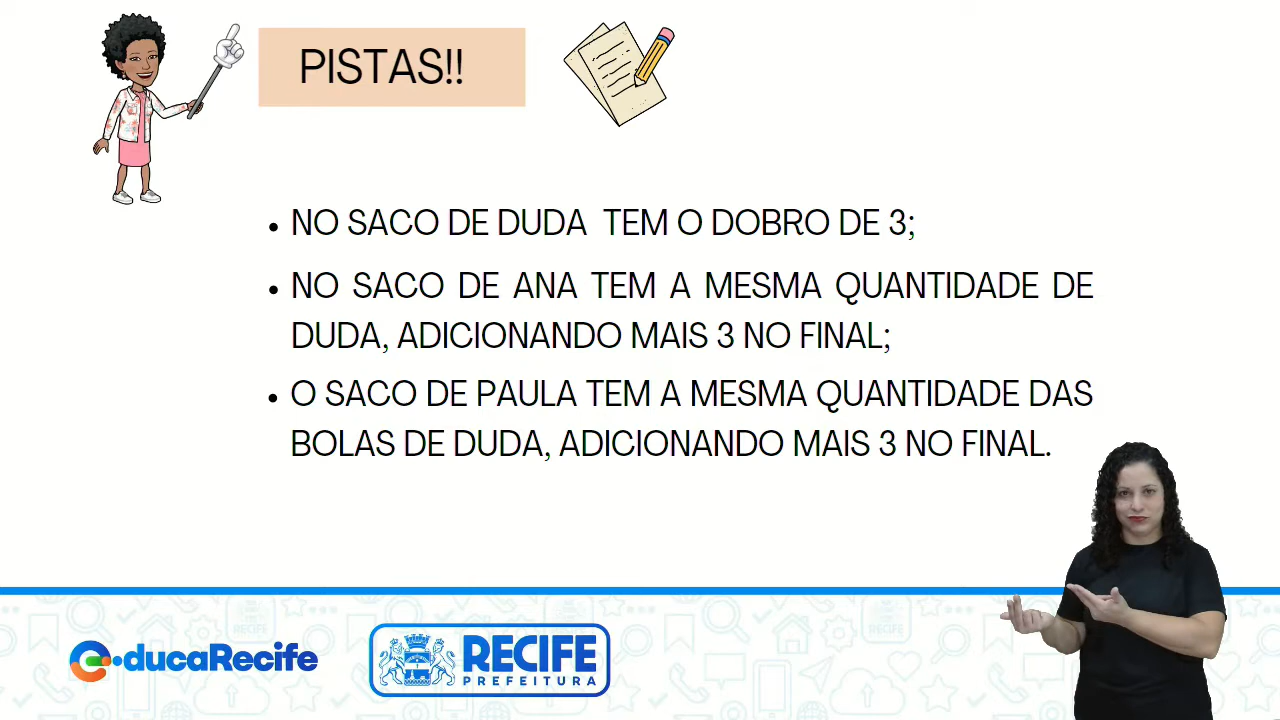 PISTAS!!
• NO SACO DE DUDA TEM O DOBRO DE 3;
• NO SACO DE ANA TEM A MESMA QUANTIDADE DE
DUDA, ADICIONANDO MAIS 3 NO FINAL;
• O SACO DE PAULA TEM A MESMA QUANTIDADE DAS
BOLAS DE DUDA, ADICIONANDO MAIS 3 NO FINAL.
educaRecife
RECIFE
PREFEITURA